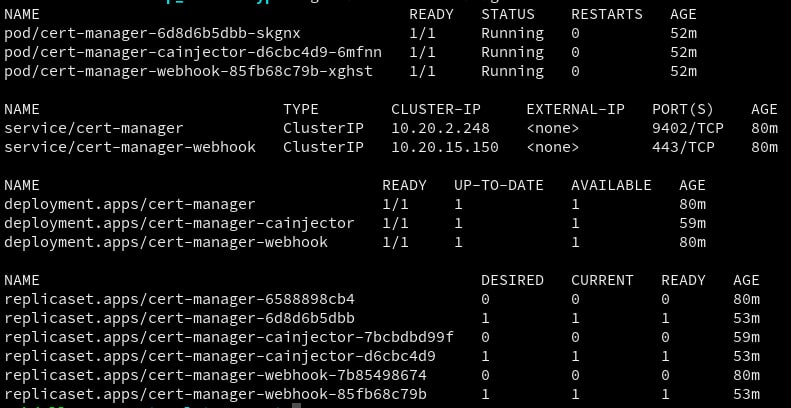 NAME READY STATUS RESTARTS AGE
pod/cert-manager-6d8d6b5dbb-skgnx 1/1 Running 0 52m
pod/cert-manager-cainjector-d6cbc4d9-6mfnn 1/1 Running 0 52m
pod/cert-manager-webhook-85fb68c79b-xghst 1/1 Running 0 52m
NAME TYPE CLUSTER-IP EXTERNAL-IP PORT(S) AGE
service/cert-manager ClusterIP 10.20.2.248 <none> 9402/TCP 80m
service/cert-manager-webhook ClusterIP 10.20.15.150 <none> 443/TCP 80m
NAME READY UP-TO-DATE AVAILABLE AGE
deployment.apps/cert-manager 1/1 1 1 80m
deployment.apps/cert-manager-cainjector 1/1 1 1 59m
deployment.apps/cert-manager-webhook 1/1 1 1 80m
NAME DESIRED CURRENT READY AGE
replicaset.apps/cert-manager-6588898cb4 0 0 0 80m
replicaset.apps/cert-manager-6d8d6b5dbb 1 1 1 53m
replicaset.apps/cert-manager-cainjector-7bcbdbd99f 0 0 0 59m
replicaset.apps/cert-manager-cainjector-d6cbc4d9 1 1 1 53m
replicaset.apps/cert-manager-webhook-7b85498674 0 0 0 80m
replicaset.apps/cert-manager-webhook-85fb68c79b 1 1 1 53m